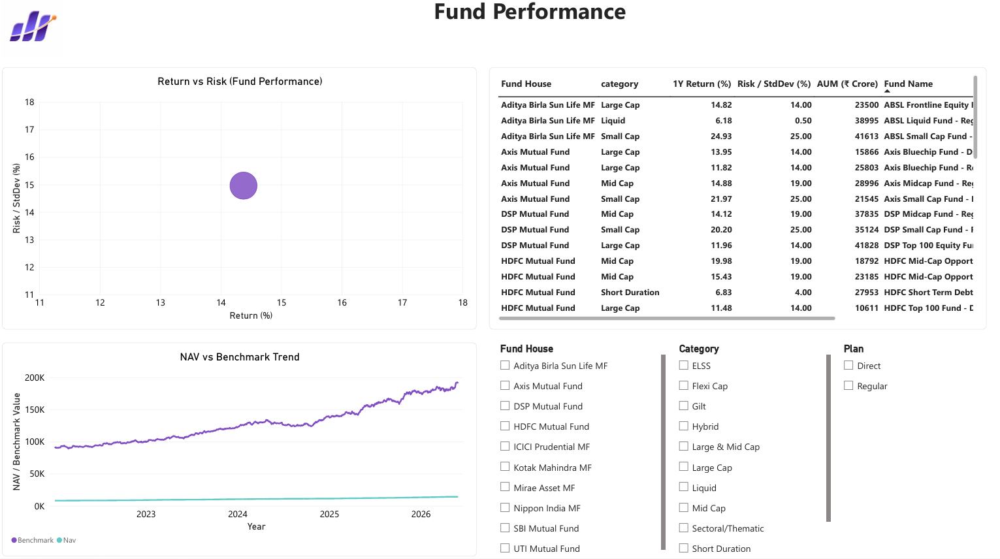 Fund Performance
Return vs Risk (Fund Performance)
18
17
16
15
14
13
12
11
Risk / StdDev (%)
11 12 13 14 15 16 17 18
Return (%)
Fund House category 1Y Return (%) Risk / StdDev (%) AUM (₹ Crore) Fund Name
Aditya Birla Sun Life MF Large Cap 14.82 14.00 23500 ABSL Frontline Equity
Aditya Birla Sun Life MF Liquid 6.18 0.50 38995 ABSL Liquid Fund - Reg
Aditya Birla Sun Life MF Small Cap 24.93 25.00 41613 ABSL Small Cap Fund -
Axis Mutual Fund Large Cap 13.95 14.00 15866 Axis Bluechip Fund - D
Axis Mutual Fund Large Cap 11.82 14.00 25803 Axis Bluechip Fund - Re
Axis Mutual Fund Mid Cap 14.88 19.00 28996 Axis Midcap Fund - Reg
Axis Mutual Fund Small Cap 21.97 25.00 21545 Axis Small Cap Fund -
DSP Mutual Fund Mid Cap 14.12 19.00 37835 DSP Midcap Fund - Reg
DSP Mutual Fund Small Cap 20.20 25.00 35124 DSP Small Cap Fund -
DSP Mutual Fund Large Cap 11.96 14.00 41828 DSP Top 100 Equity Fu
HDFC Mutual Fund Mid Cap 19.98 19.00 18792 HDFC Mid-Cap Opport
HDFC Mutual Fund Mid Cap 15.43 19.00 23185 HDFC Mid-Cap Opport
HDFC Mutual Fund Short Duration 6.83 4.00 27953 HDFC Short Term Debt
HDFC Mutual Fund Large Cap 11.48 14.00 10611 HDFC Top 100 Fund - D
NAV vs Benchmark Trend
200K
150K
100K
50K
0K
NAV / Benchmark Value
2023 2024 2025 2026
Year
Benchmark Nav
Fund House
Aditya Birla Sun Life MF
Axis Mutual Fund
DSP Mutual Fund
HDFC Mutual Fund
ICICI Prudential MF
Kotak Mahindra MF
Mirae Asset MF
Nippon India MF
SBI Mutual Fund
UTI Mutual Fund
Category
ELSS
Flexi Cap
Gilt
Hybrid
Large & Mid Cap
Large Cap
Liquid
Mid Cap
Sectoral/Thematic
Short Duration
Plan
Direct
Regular